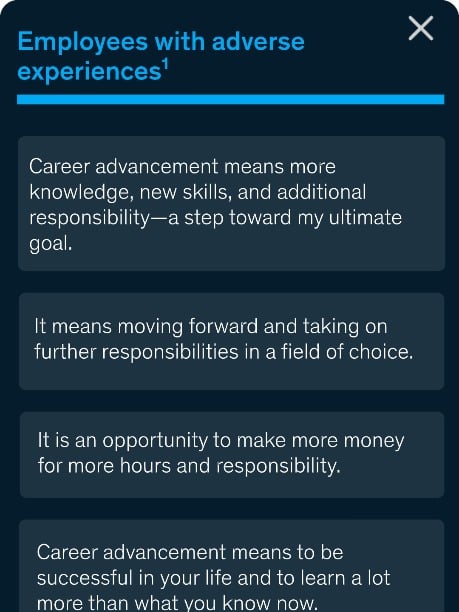 Employees with adverse
experiences¹
Career advancement means more
knowledge, new skills, and additional
responsibility—a step toward my ultimate
goal.
It means moving forward and taking on
further responsibilities in a field of choice.
It is an opportunity to make more money
for more hours and responsibility.
Career advancement means to be
successful in your life and to learn a lot
more than what you know now.